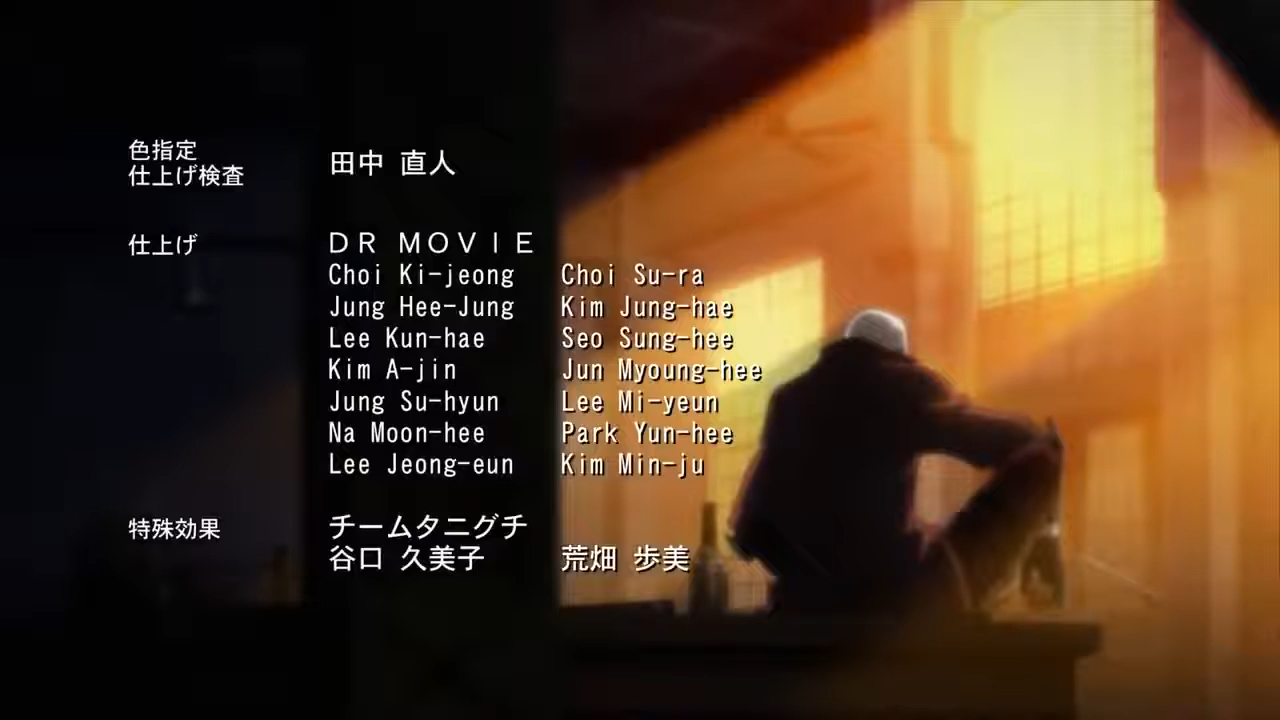 色指定
仕上げ検査
田中 直人
仕上げ
ＤＲ ＭＯＶＩＥ
Choi Ki-jeong Choi Su-ra
Jung Hee-Jung Kim Jung-hae
Lee Kun-hae Seo Sung-hee
Kim A-jin Jun Myoung-hee
Jung Su-hyun Lee Mi-yeun
Na Moon-hee Park Yun-hee
Lee Jeong-eun Kim Min-ju
特殊効果
チームタニグチ
谷口 久美子 荒畑 歩美